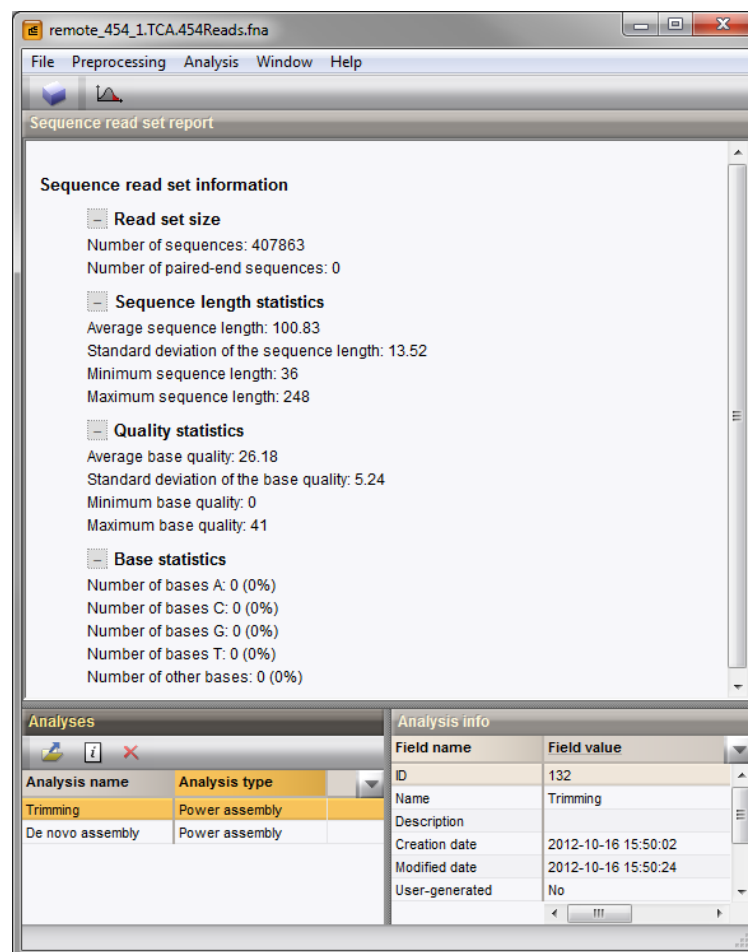 remote_454_1.TCA.454Reads.fna
File Preprocessing Analysis Window Help
Sequence read set report
Sequence read set information
Read set size
Number of sequences: 407863
Number of paired-end sequences: 0
Sequence length statistics
Average sequence length: 100.83
Standard deviation of the sequence length: 13.52
Minimum sequence length: 36
Maximum sequence length: 248
Quality statistics
Average base quality: 26.18
Standard deviation of the base quality: 5.24
Minimum base quality: 0
Maximum base quality: 41
Base statistics
Number of bases A: 0 (0%)
Number of bases C: 0 (0%)
Number of bases G: 0 (0%)
Number of bases T: 0 (0%)
Number of other bases: 0 (0%)
Analyses
Analysis name Analysis type
Trimming Power assembly
De novo assembly Power assembly
Analysis info
Field name Field value
ID 132
Name Trimming
Description
Creation date 2012-10-16 15:50:02
Modified date 2012-10-16 15:50:24
User-generated No